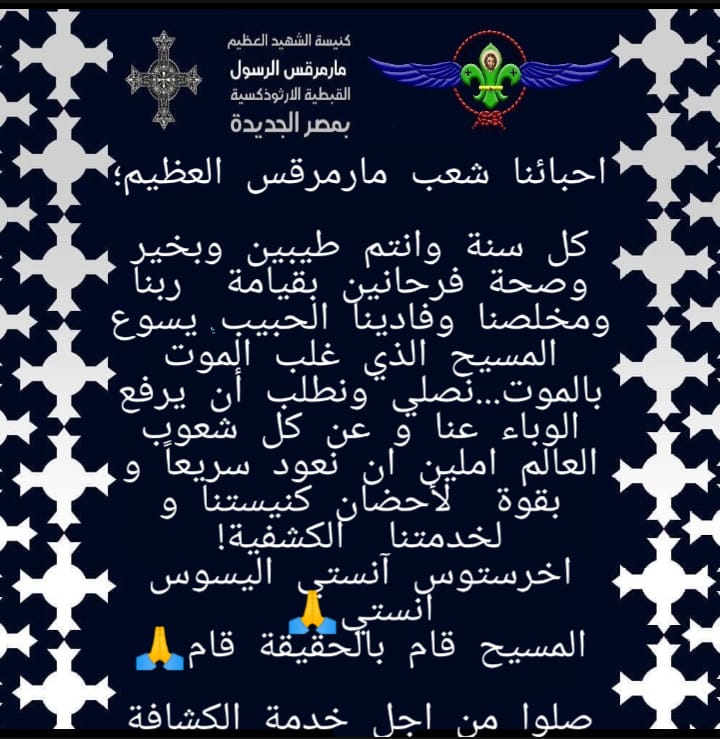 كنيسة الشهيد العظيم
مارمرقس الرسول
القبطية الارثوذكسية
بمصر الجديدة
احبائنا شعب مارمرقس العظيم؛
كل سنة وانتم طيبين وبخير
وصحة فرحانين بقيامة ربنا
ومخلصنا وفادينا الحبيب يسوع
المسيح الذي غلب الموت
بالموت...نصلي ونطلب أن يرفع
الوباء عنا و عن كل شعوب
العالم املين ان نعود سريعاً و
بقوة لأحضان كنيستنا و
لخدمتنا الكشفية!
اخرستوس آنستي اليسوس
انستي🙏
المسيح قام بالحقيقة قام🙏
صلوا من اجل خدمة الكشافة